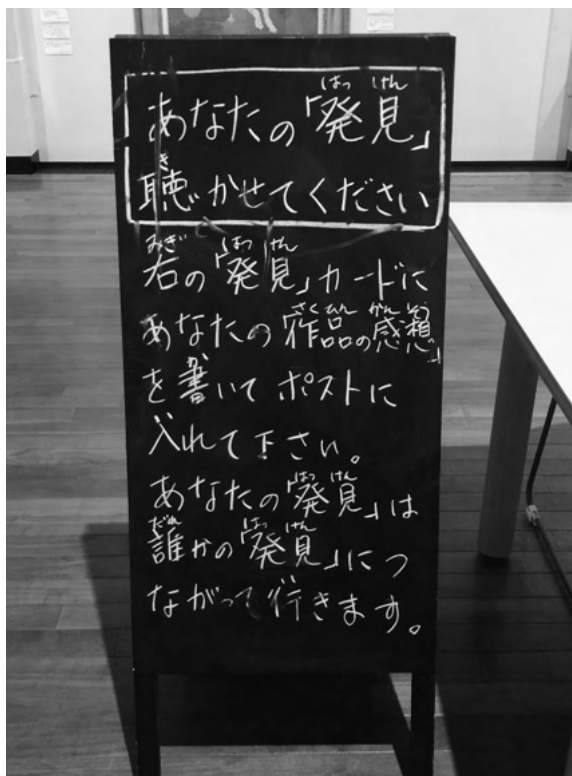 あなたの「発見」
聴かせてください
右の「発見」カードに
あなたの作品の感想
を書いてポストに
入れて下さい。
あなたの「発見」は
誰かの「発見」につ
ながって行きます。